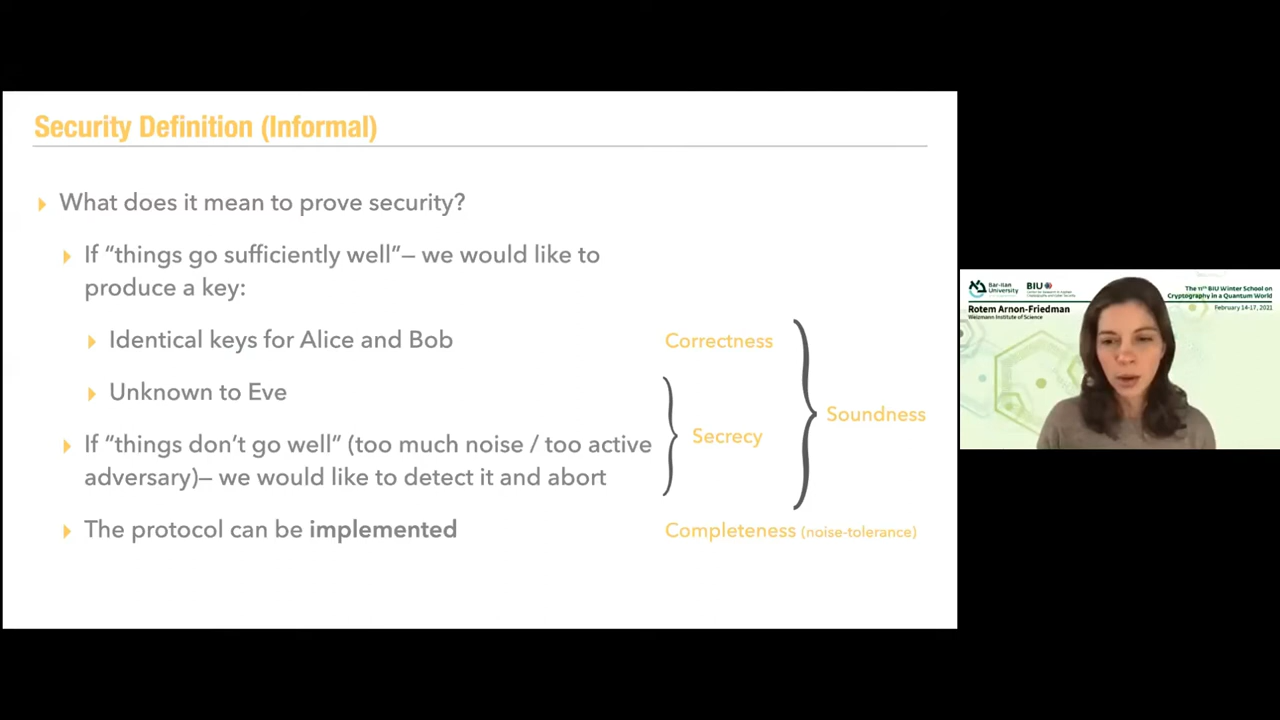 Security Definition (Informal)
What does it mean to prove security?
If “things go sufficiently well”— we would like to
produce a key:
Identical keys for Alice and Bob
Correctness
Unknown to Eve
Soundness
Secrecy
If “things don’t go well” (too much noise / too active
adversary)— we would like to detect it and abort
The protocol can be implemented
Completeness (noise-tolerance)
Bar-Ilan
University
BIU
The 11th BIU Winter School on
Cryptography in a Quantum World
February 14-17, 2021
Rotem Arnon-Friedman
Weizmann Institute of Science